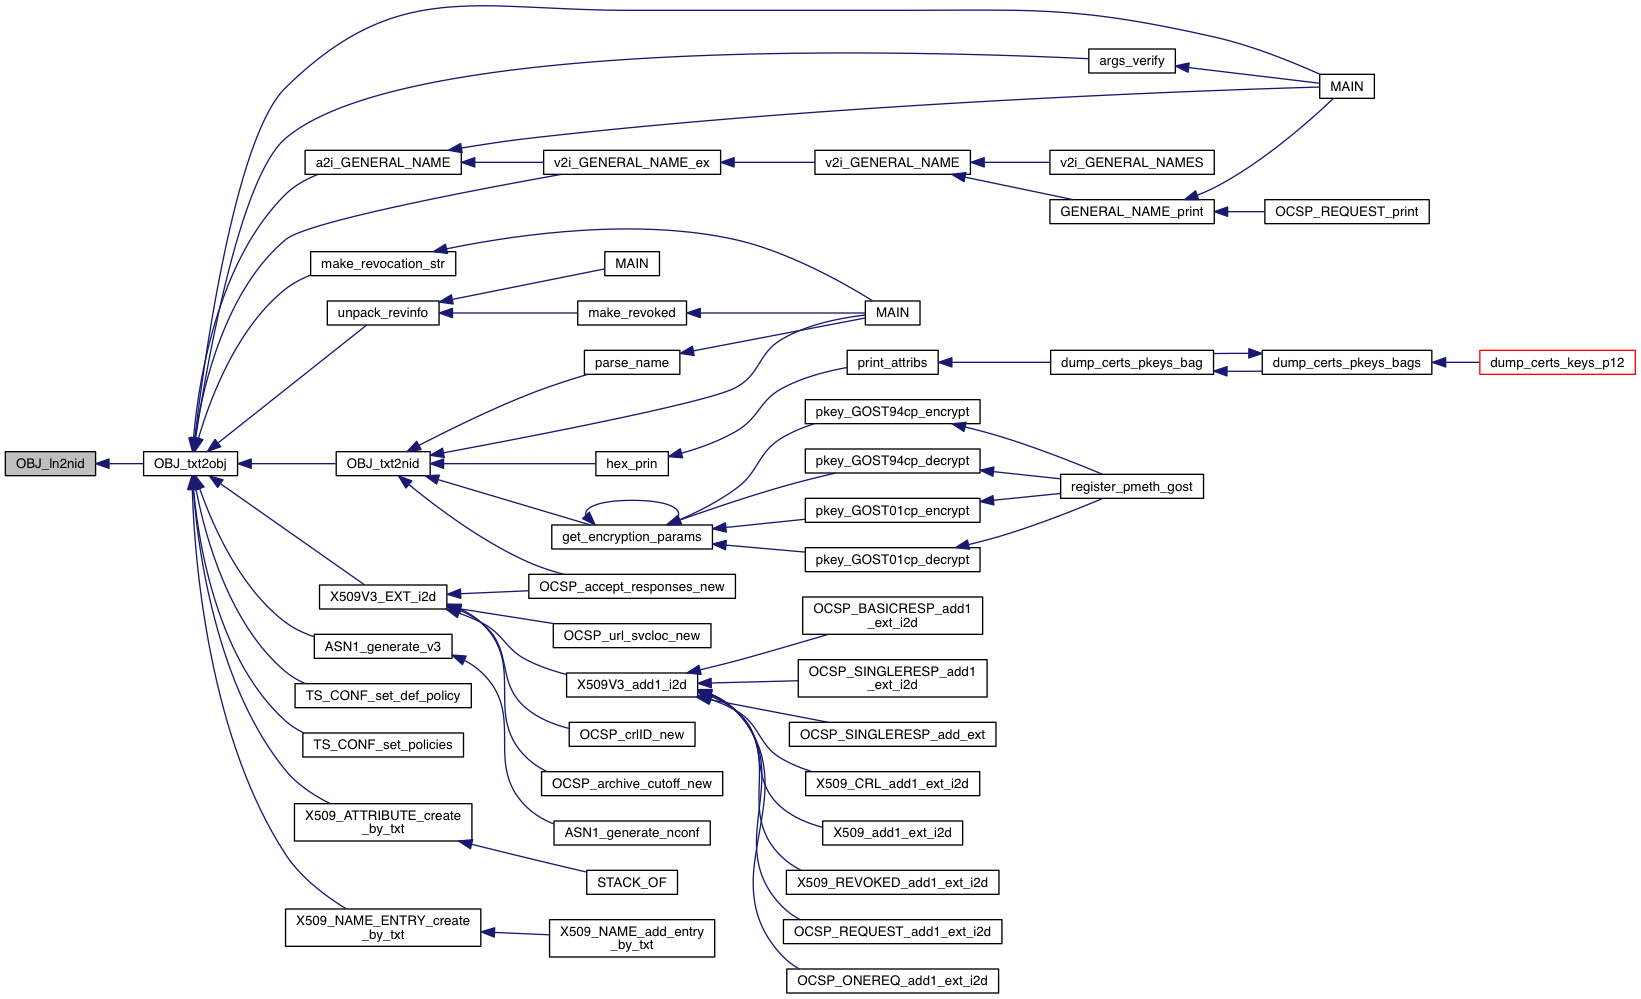 args_verify
MAIN
a2i_GENERAL_NAME
v2i_GENERAL_NAME_ex
v2i_GENERAL_NAME
v2i_GENERAL_NAMES
GENERAL_NAME_print
OCSP_REQUEST_print
make_revocation_str
MAIN
unpack_revinfo
make_revoked
MAIN
parse_name
print_attribs
dump_certs_pkeys_bag
dump_certs_pkeys_bags
dump_certs_keys_p12
pkey_GOST94cp_encrypt
OBJ_ln2nid
OBJ_txt2obj
OBJ_txt2nid
hex_prin
pkey_GOST94cp_decrypt
register_pmeth_gost
pkey_GOST01cp_encrypt
get_encryption_params
pkey_GOST01cp_decrypt
OCSP_accept_responses_new
X509V3_EXT_i2d
OCSP_BASICRESP_add1
_ext_i2d
OCSP_url_svcloc_new
ASN1_generate_v3
OCSP_SINGLERESP_add1
_ext_i2d
X509V3_add1_i2d
TS_CONF_set_def_policy
OCSP_crlID_new
OCSP_SINGLERESP_add_ext
TS_CONF_set_policies
OCSP_archive_cutoff_new
X509_CRL_add1_ext_i2d
X509_ATTRIBUTE_create
_by_txt
ASN1_generate_nconf
X509_add1_ext_i2d
STACK_OF
X509_REVOKED_add1_ext_i2d
X509_NAME_ENTRY_create
_by_txt
X509_NAME_add_entry
_by_txt
OCSP_REQUEST_add1_ext_i2d
OCSP_ONEREQ_add1_ext_i2d